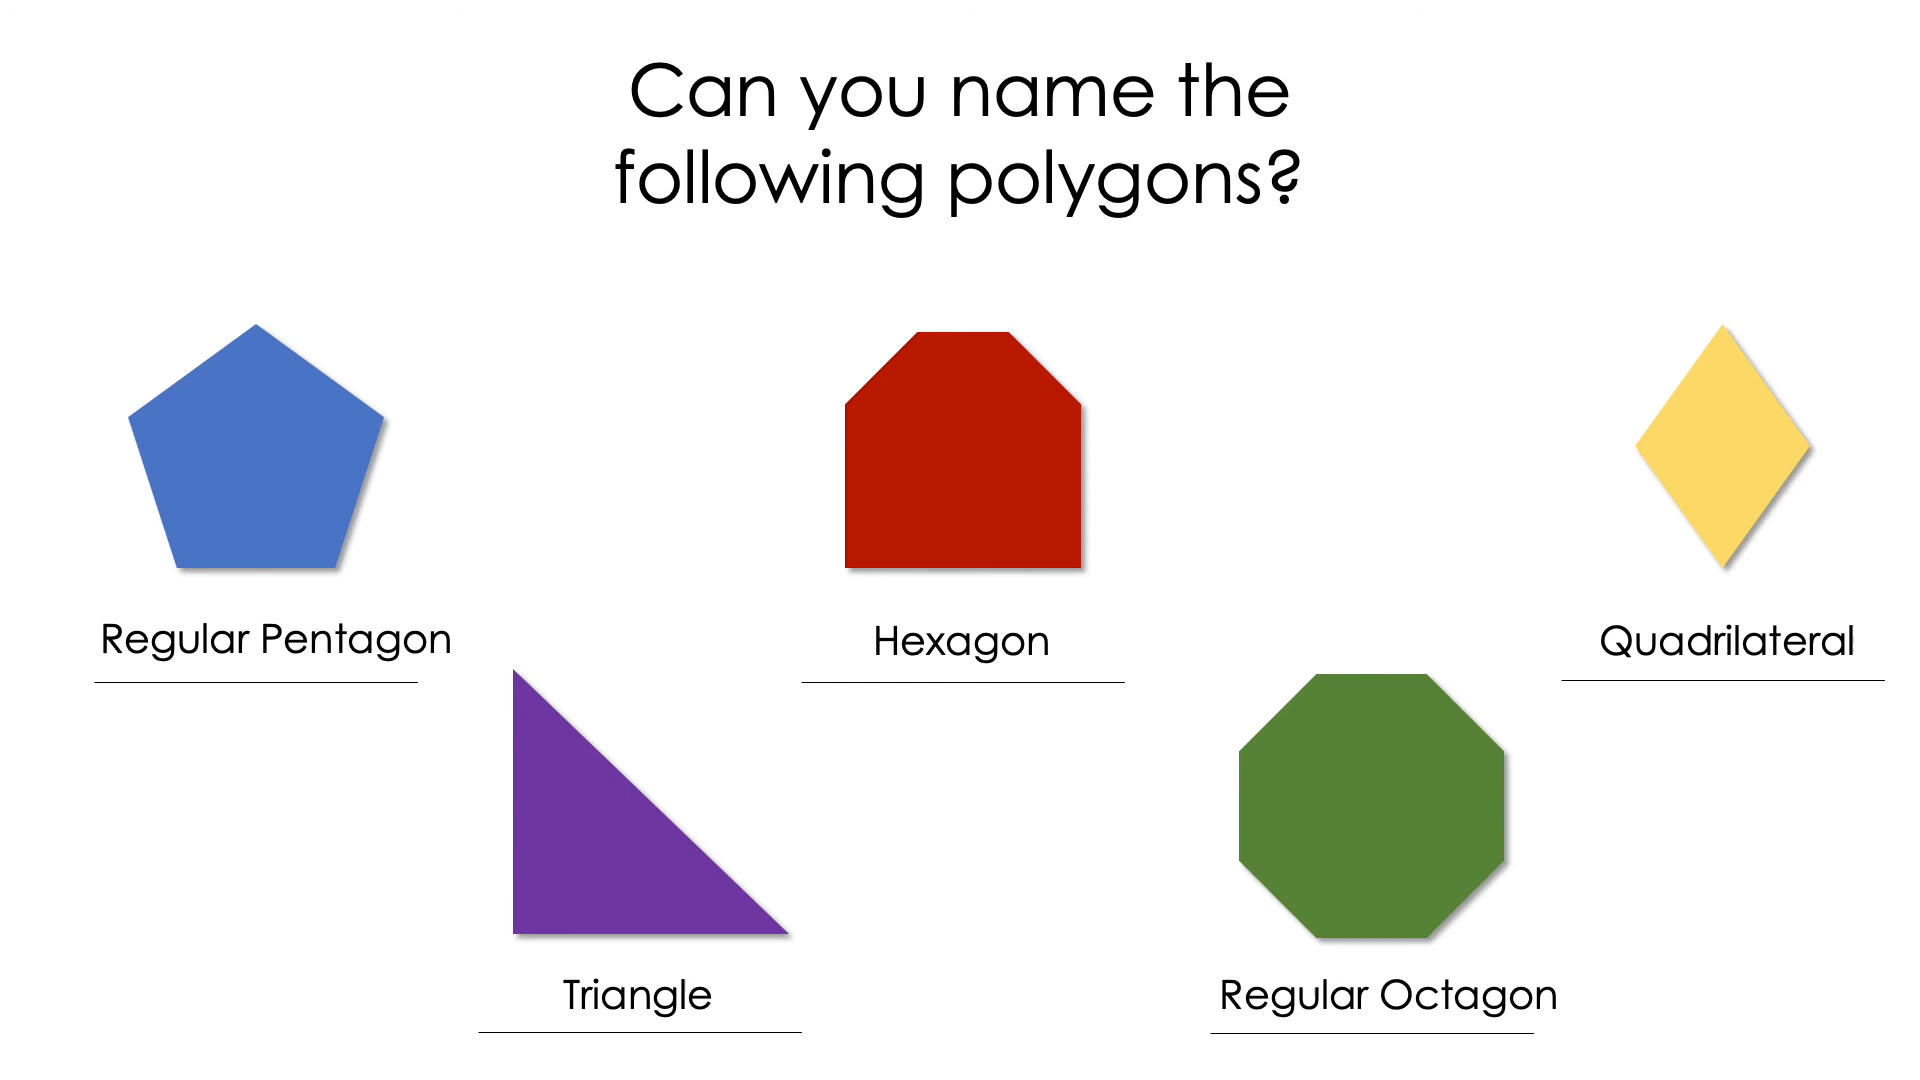 Can you name the
following polygons?
Regular Pentagon
Hexagon
Quadrilateral
Triangle
Regular Octagon